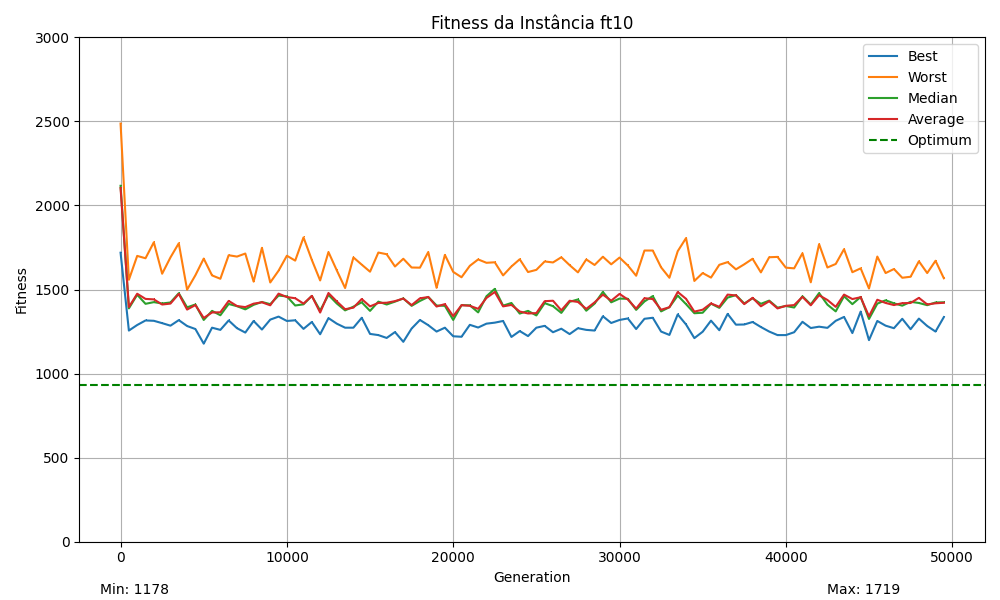 Fitness da Instância ft10
Best
Worst
Median
Average
Optimum
Fitness
3000
2500
2000
1500
1000
500
0
0 10000 20000 30000 40000 50000
Generation
Min: 1178 Max: 1719